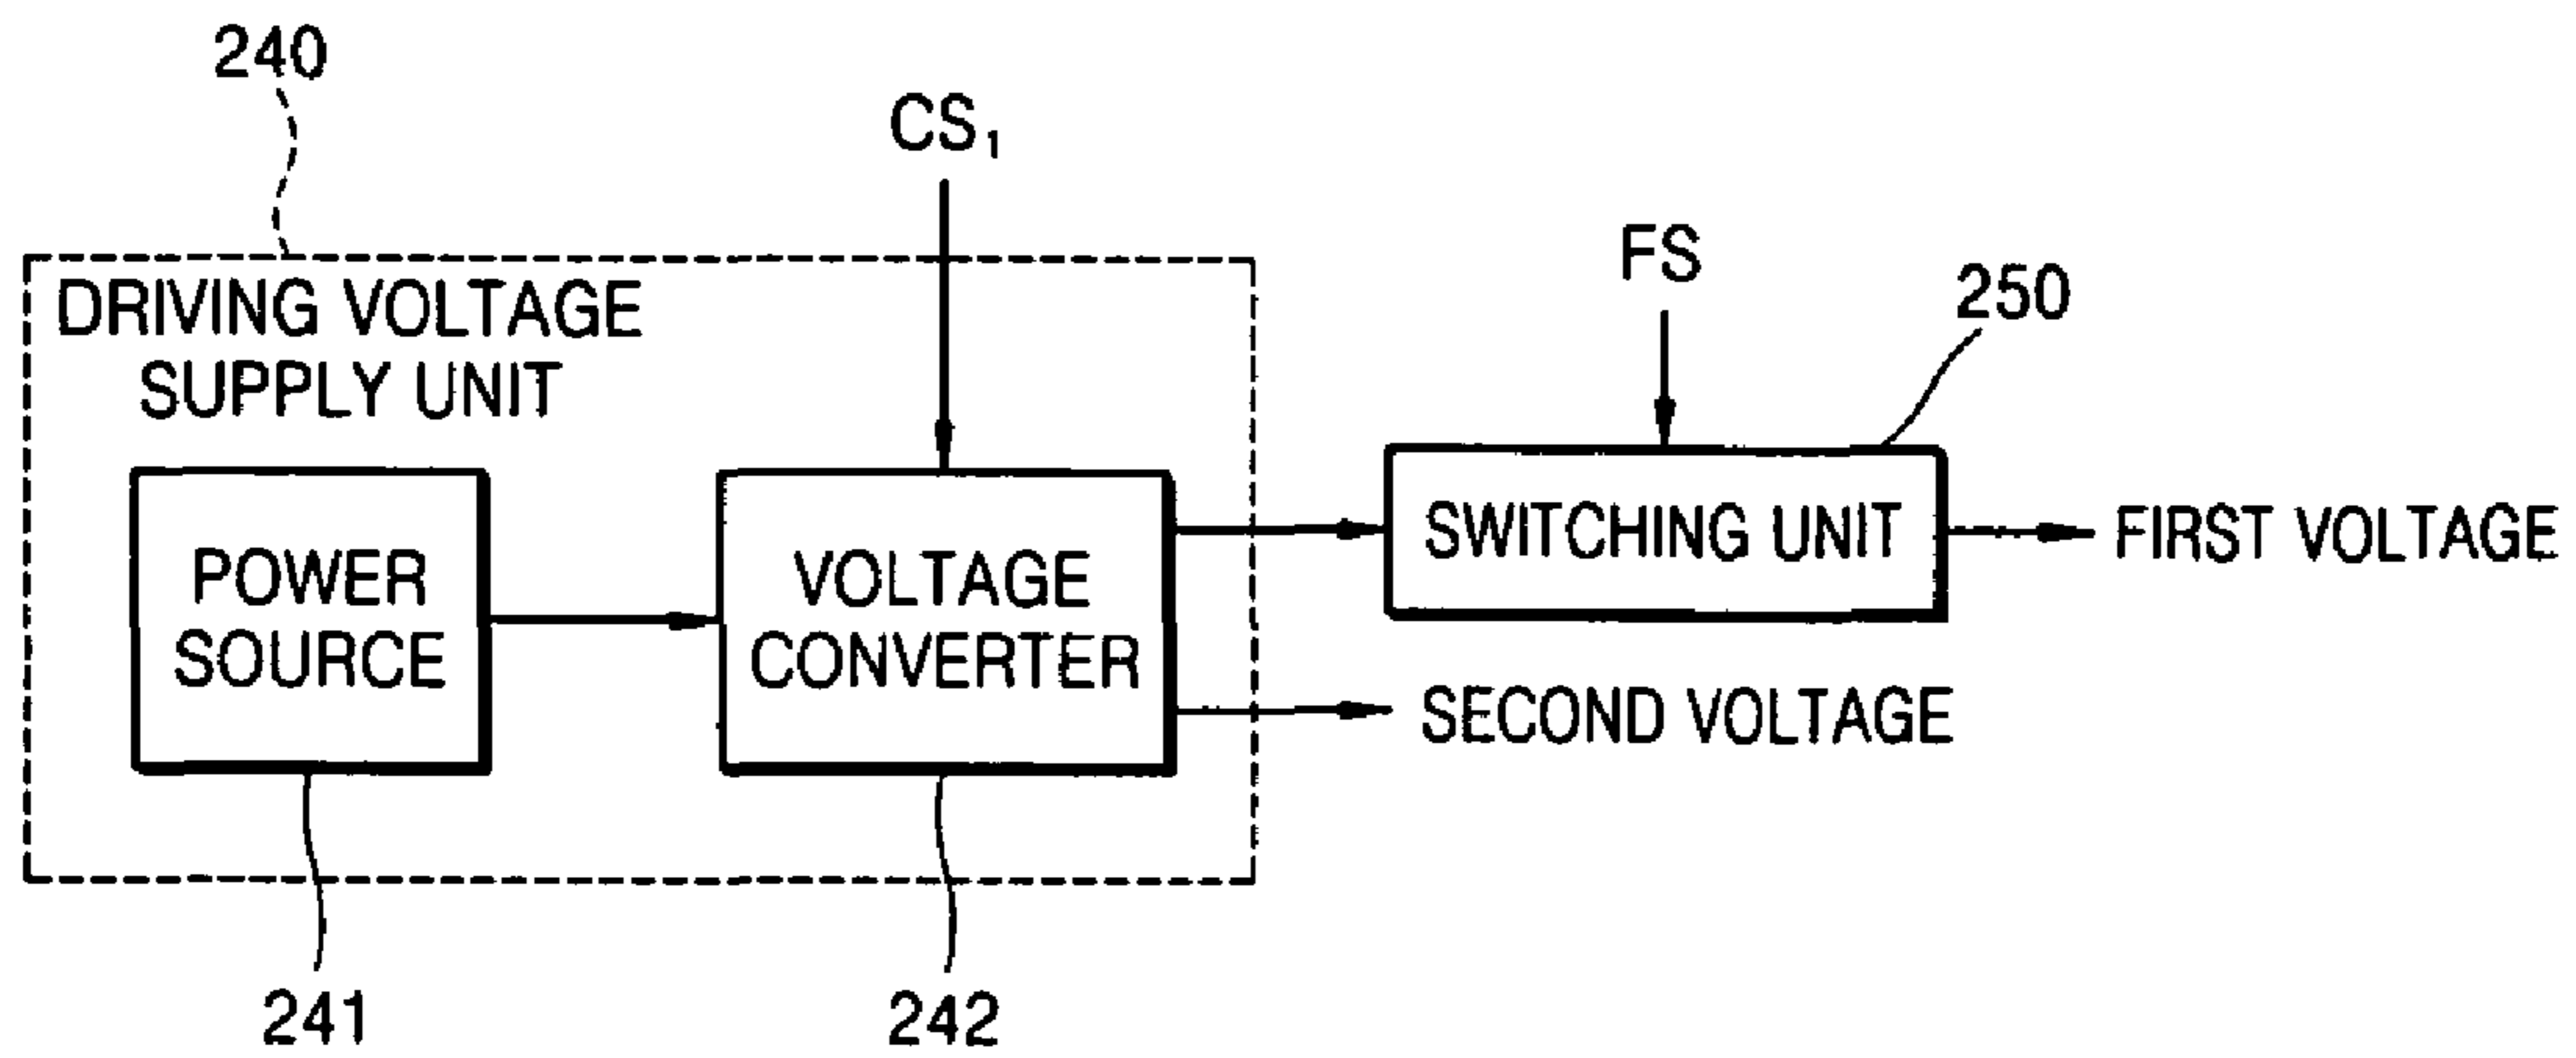 240
CS₁
FS
250
DRIVING VOLTAGE
SUPPLY UNIT
POWER
SOURCE
VOLTAGE
CONVERTER
SWITCHING UNIT
FIRST VOLTAGE
SECOND VOLTAGE
241
242